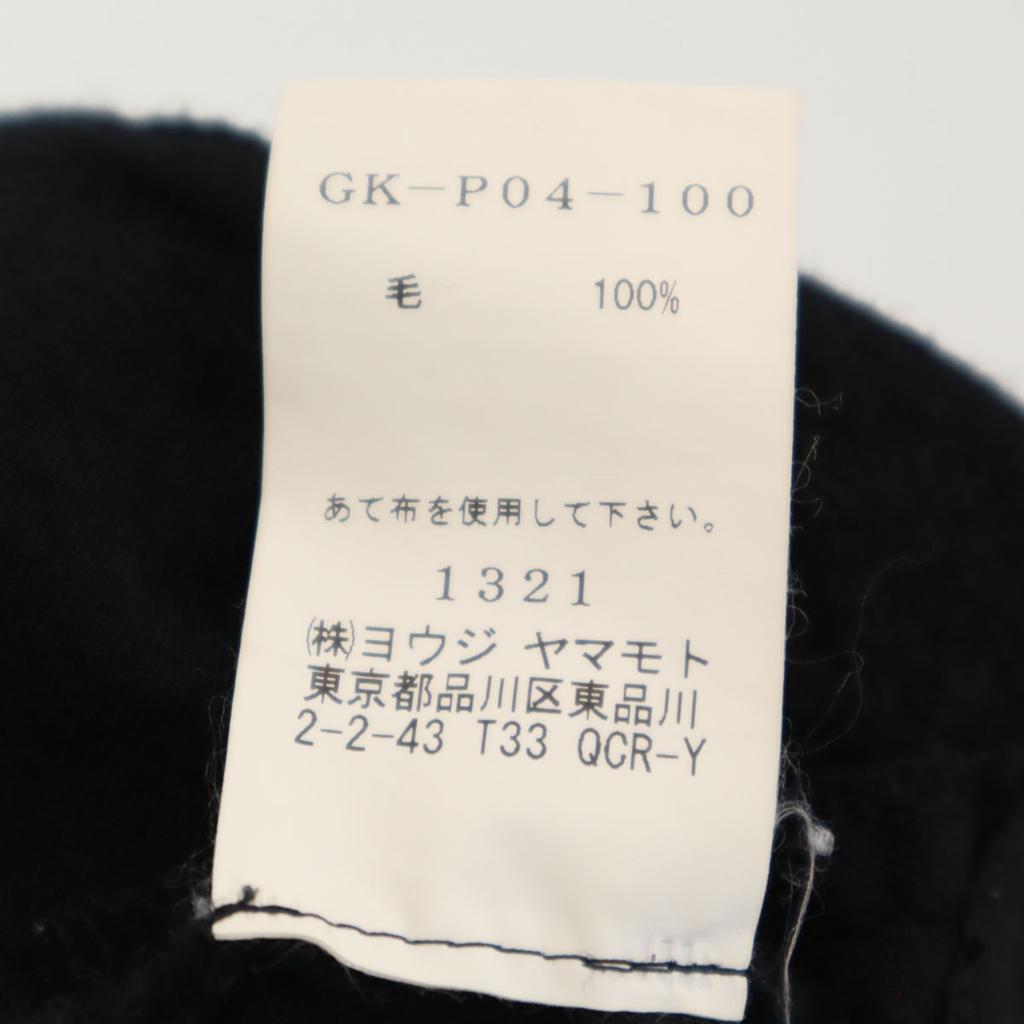 GK-P04-100
毛 100%
あて布を使用して下さい。
1321
㈱ヨウジ ヤマモト
東京都品川区東品川
2-2-43 T33 QCR-Y